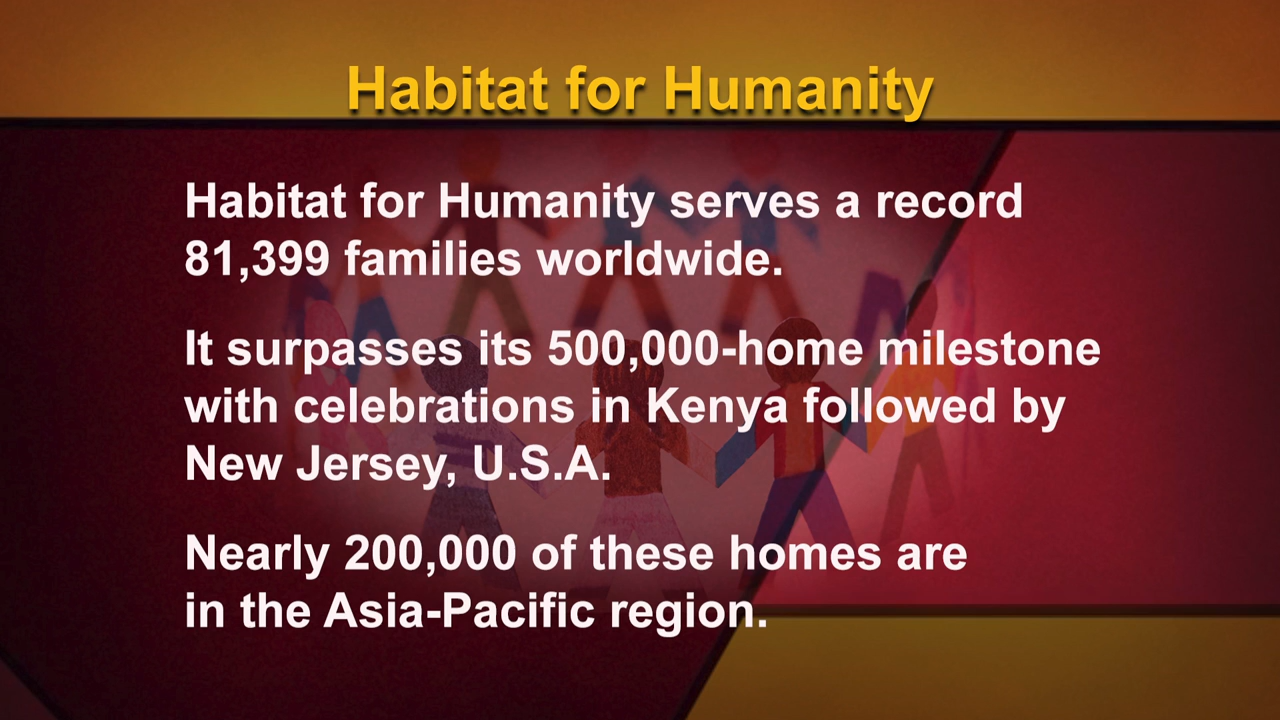 Habitat for Humanity
Habitat for Humanity serves a record
81,399 families worldwide.
It surpasses its 500,000-home milestone
with celebrations in Kenya followed by
New Jersey, U.S.A.
Nearly 200,000 of these homes are
in the Asia-Pacific region.